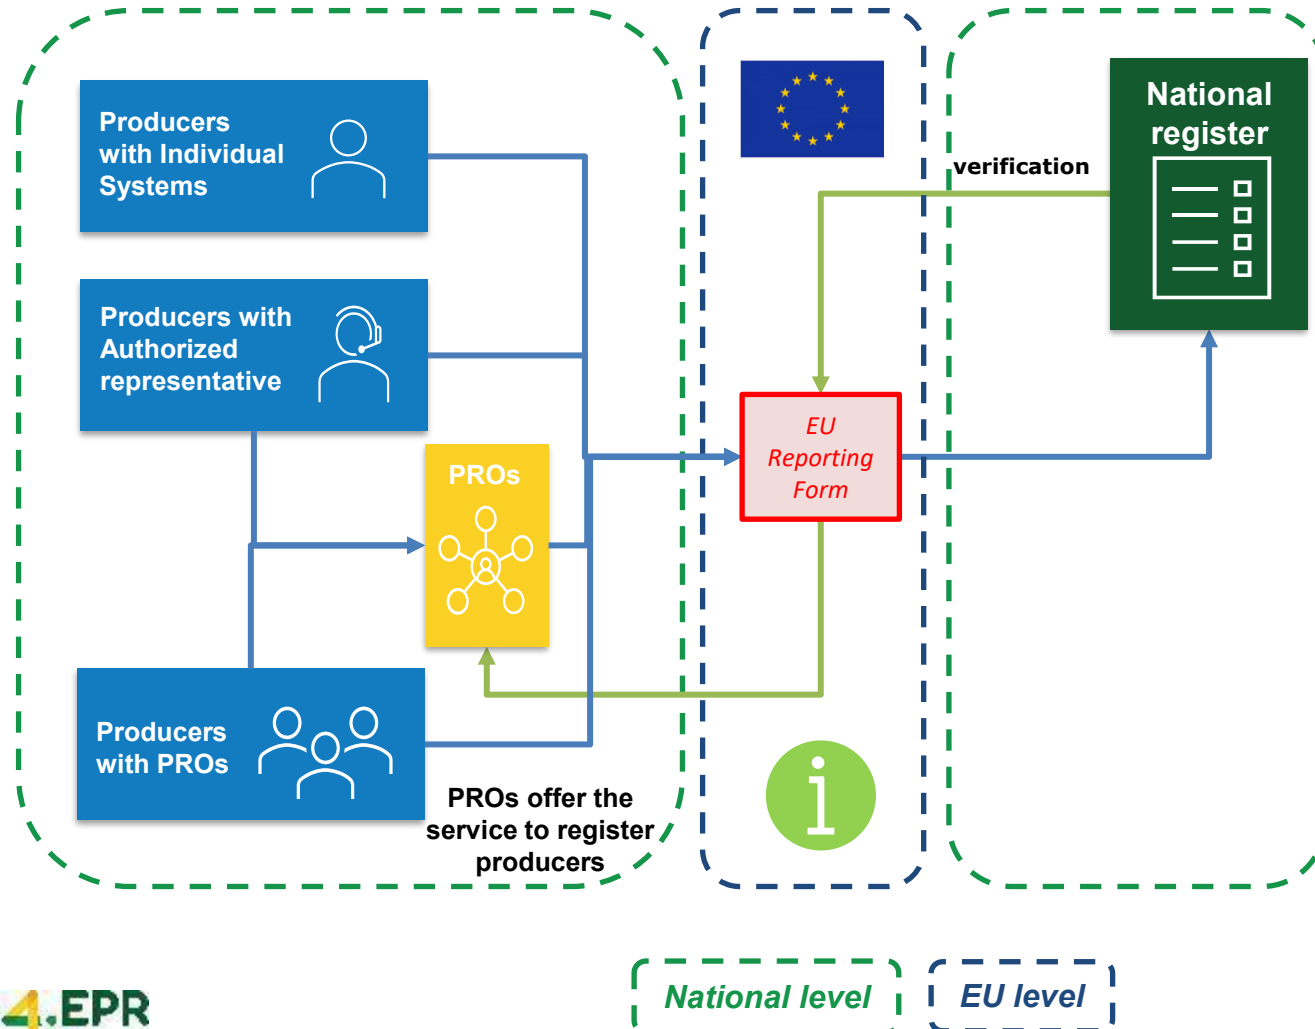 Producers
with Individual
Systems
Producers with
Authorized
representative
PROs
Producers
with PROs
PROs offer the
service to register
producers
EU
Reporting
Form
verification
National
register
National level
EU level
4.EPR